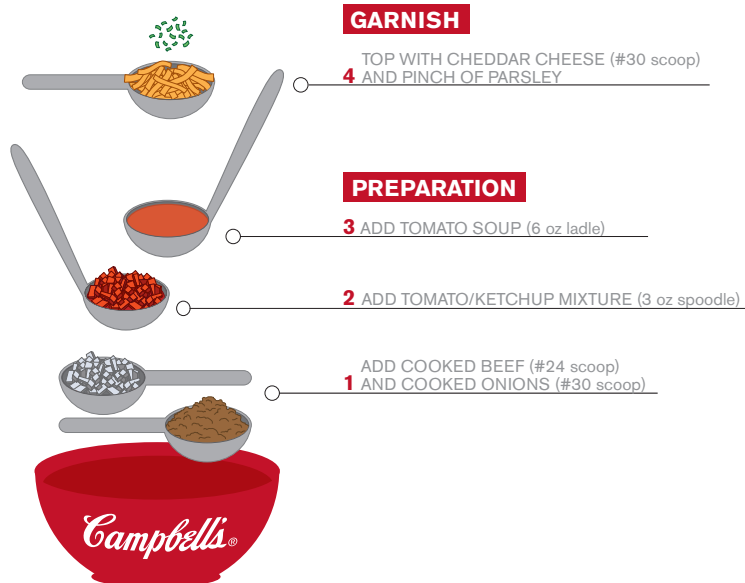 GARNISH
TOP WITH CHEDDAR CHEESE (#30 scoop)
4 AND PINCH OF PARSLEY
PREPARATION
3 ADD TOMATO SOUP (6 oz ladle)
2 ADD TOMATO/KETCHUP MIXTURE (3 oz spoodle)
ADD COOKED BEEF (#24 scoop)
1 AND COOKED ONIONS (#30 scoop)
Campbell's®